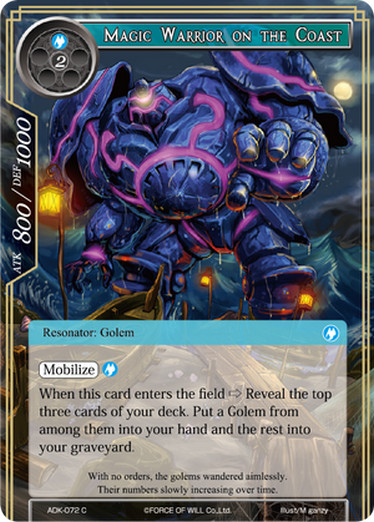 Magic Warrior on the Coast
2
ATK 800 / DEF 1000
Resonator: Golem
Mobilize
When this card enters the field ⇨ Reveal the top
three cards of your deck. Put a Golem from
among them into your hand and the rest into
your graveyard.
With no orders, the golems wandered aimlessly.
Their numbers slowly increasing over time.
ADK-072 C
©FORCE OF WILL Co.,Ltd.
Illust/M ganzy